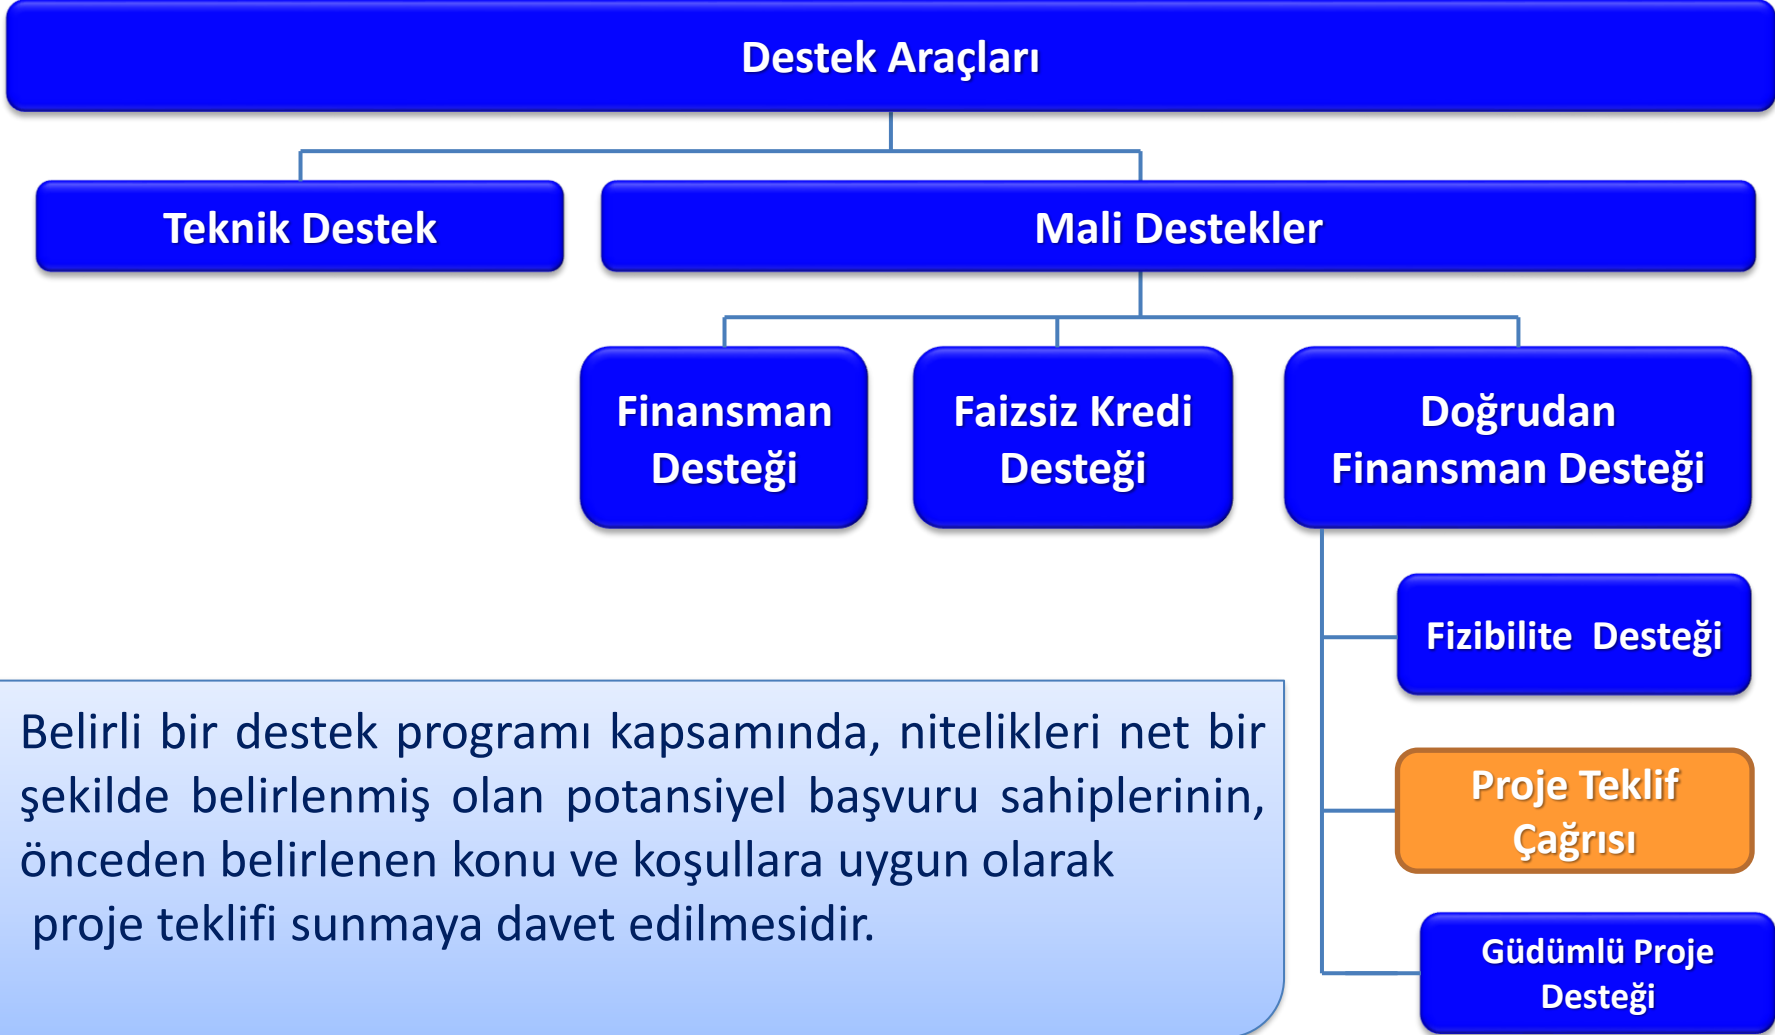 Destek Araçları
Teknik Destek
Mali Destekler
Finansman
Desteği
Faizsiz Kredi
Desteği
Doğrudan
Finansman Desteği
Fizibilite  Desteği
Proje Teklif
Çağrısı
Güdümlü Proje
Desteği
Belirli bir destek programı kapsamında, nitelikleri net bir
şekilde belirlenmiş olan potansiyel başvuru sahiplerinin,
önceden belirlenen konu ve koşullara uygun olarak
proje teklifi sunmaya davet edilmesidir.